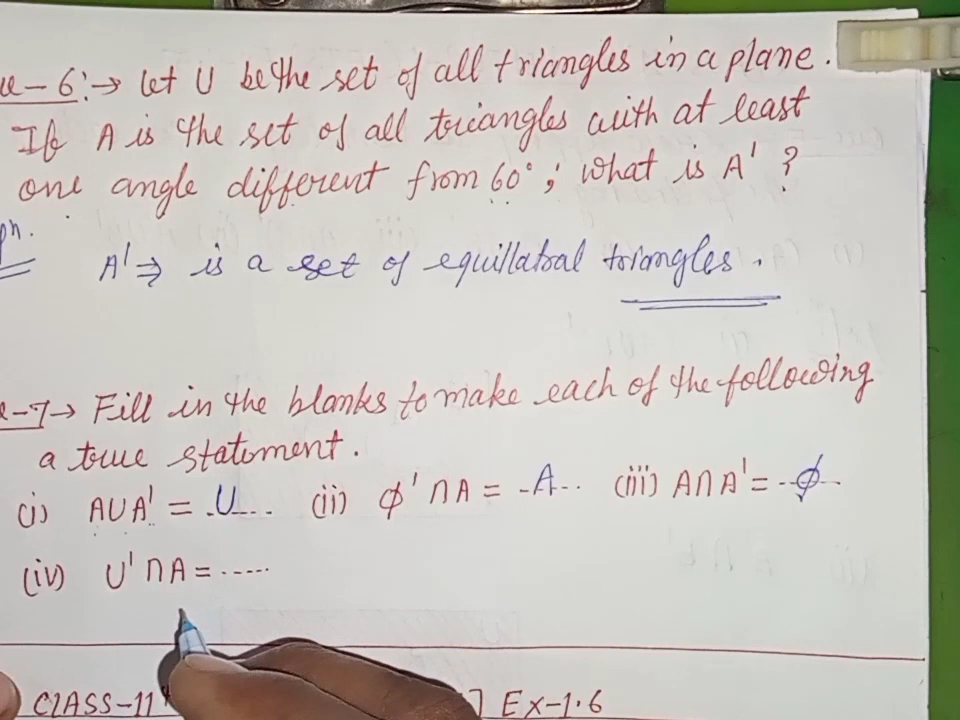 e-6:→ Let U be the set of all triangles in a plane.
If A is the set of all triangles with at least
one angle different from 60°; what is A' ?
A' ⇒ is a set of equillatral triangles.
-7→ Fill in the blanks to make each of the following
a true statement.
(i) A∪A' = ..U.... (ii) ϕ'∩A = ..A... (iii) A∩A' = ..ϕ...
(iv) U'∩A = .....
CLASS-11 Ex-1.6